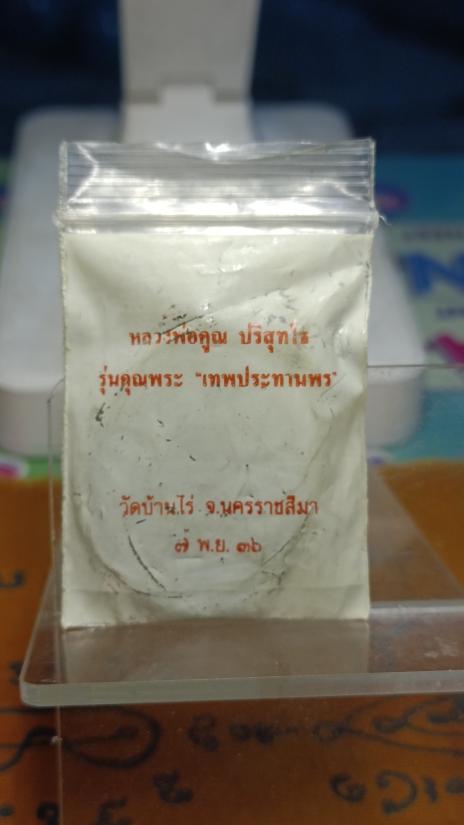 หลวงพ่อคูณ ปริสุทโธ
รุ่นคุณพระ "เทพประทานพร"
วัดบ้านไร่ จ.นครราชสีมา
๗ พ.ย. ๓๖